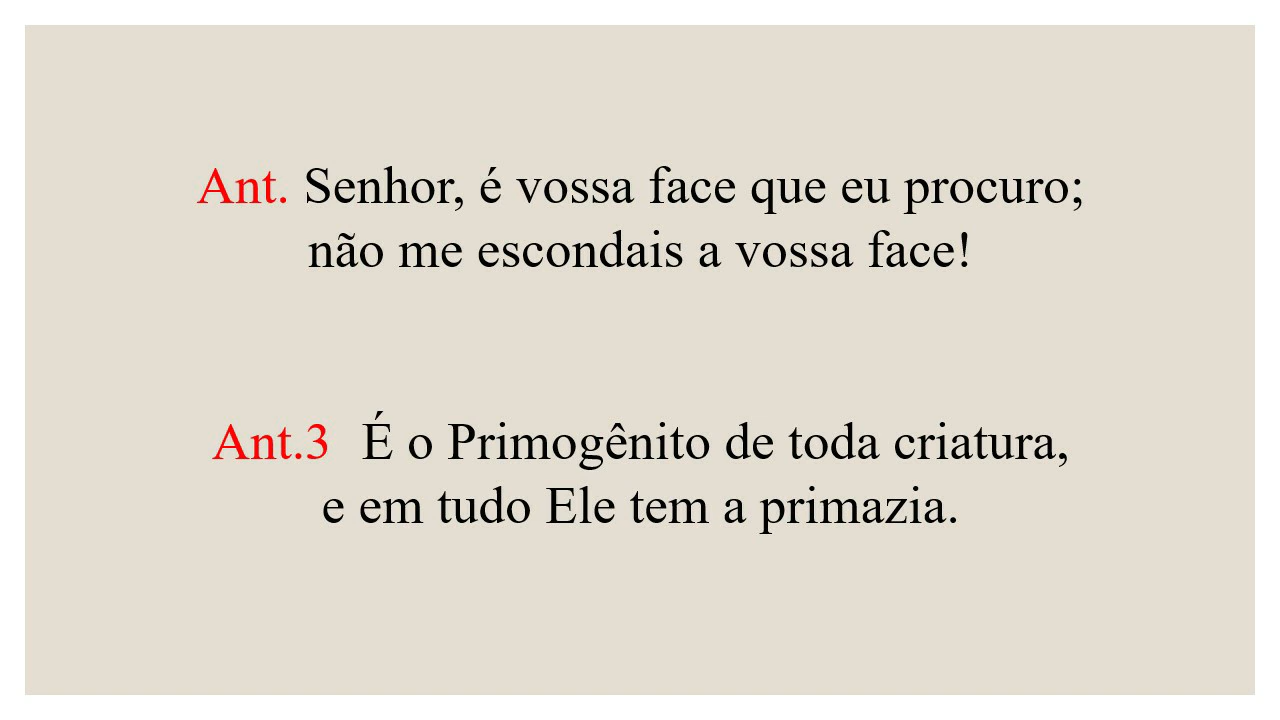 Ant. Senhor, é vossa face que eu procuro;
não me escondais a vossa face!
Ant.3 É o Primogênito de toda criatura,
e em tudo Ele tem a primazia.